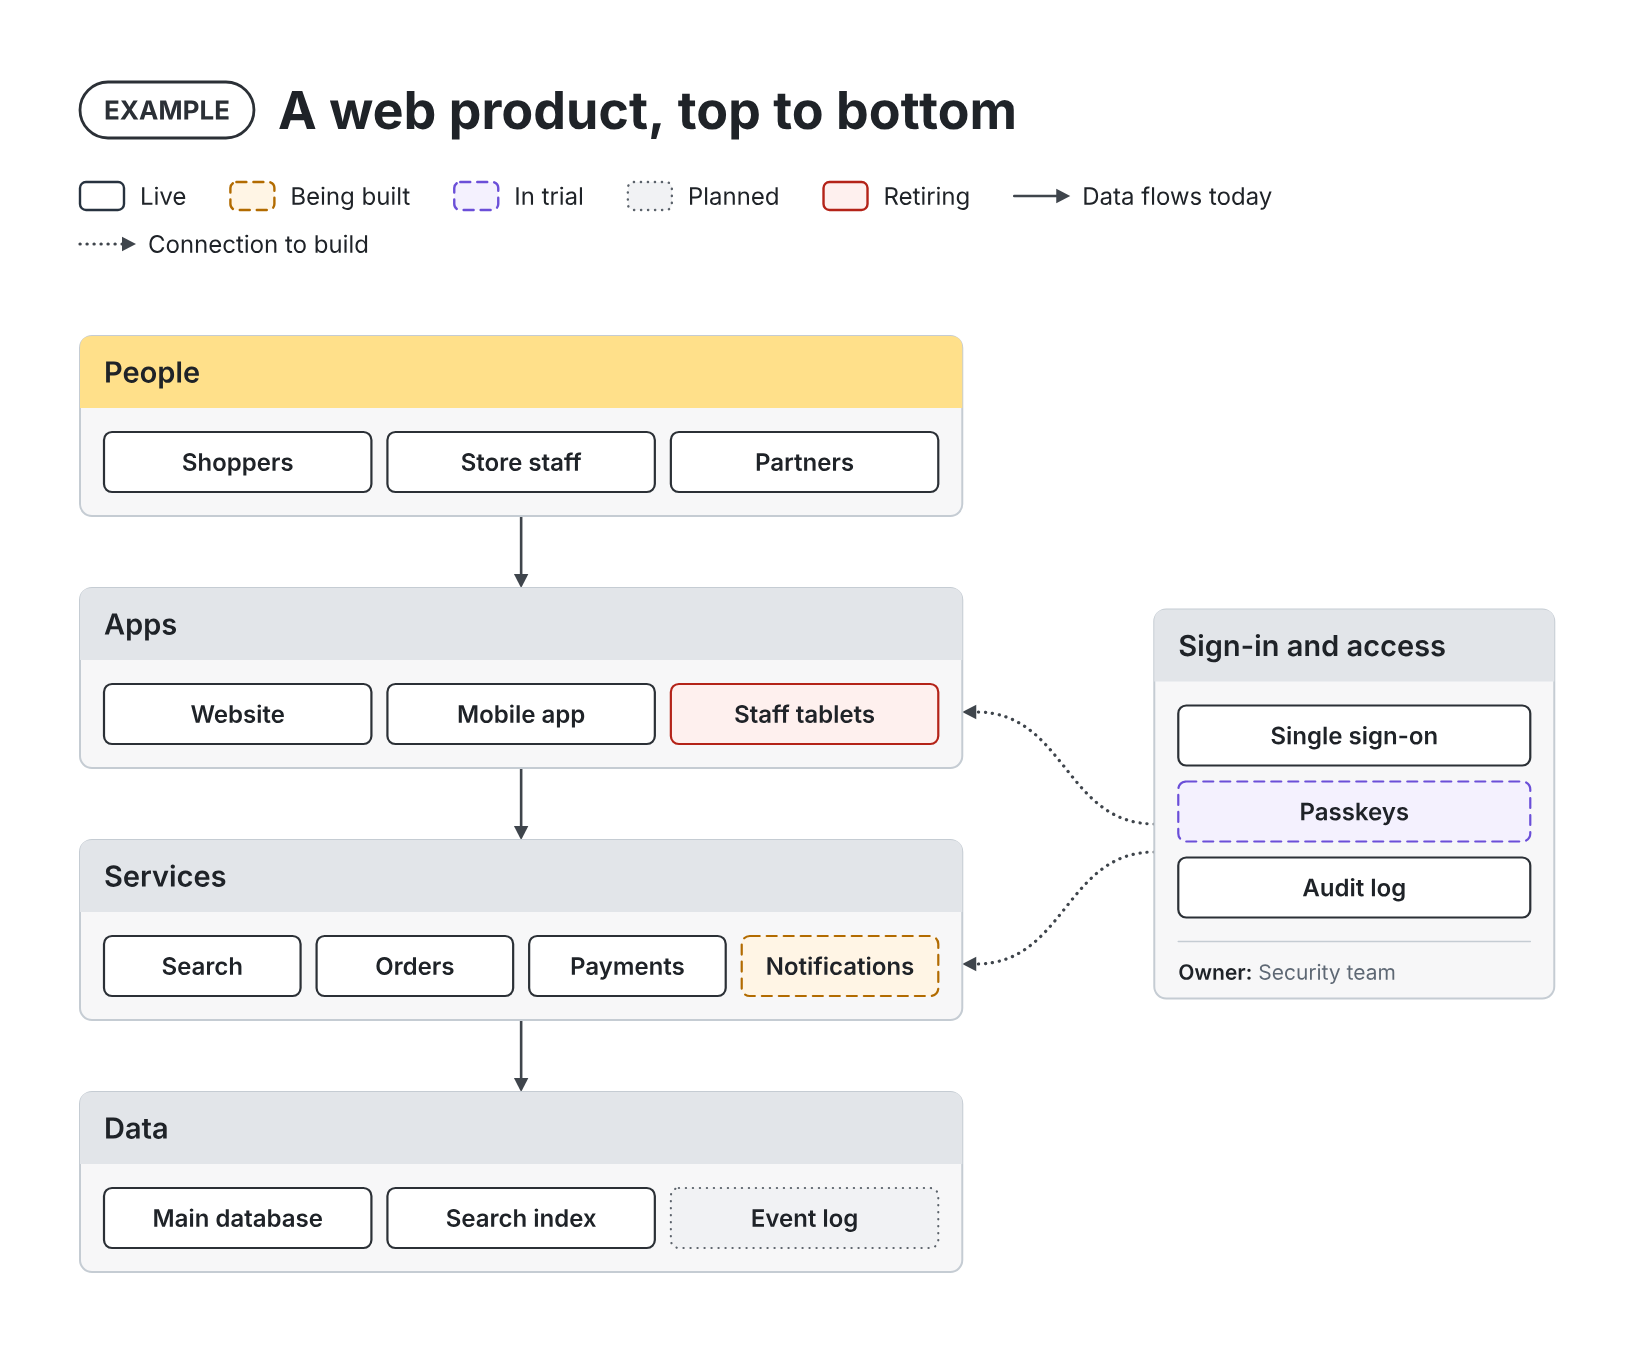 EXAMPLE A web product, top to bottom
Live Being built In trial Planned Retiring Data flows today
Connection to build
People
Shoppers Store staff Partners
Apps
Website Mobile app Staff tablets
Services
Search Orders Payments Notifications
Data
Main database Search index Event log
Sign-in and access
Single sign-on
Passkeys
Audit log
Owner: Security team